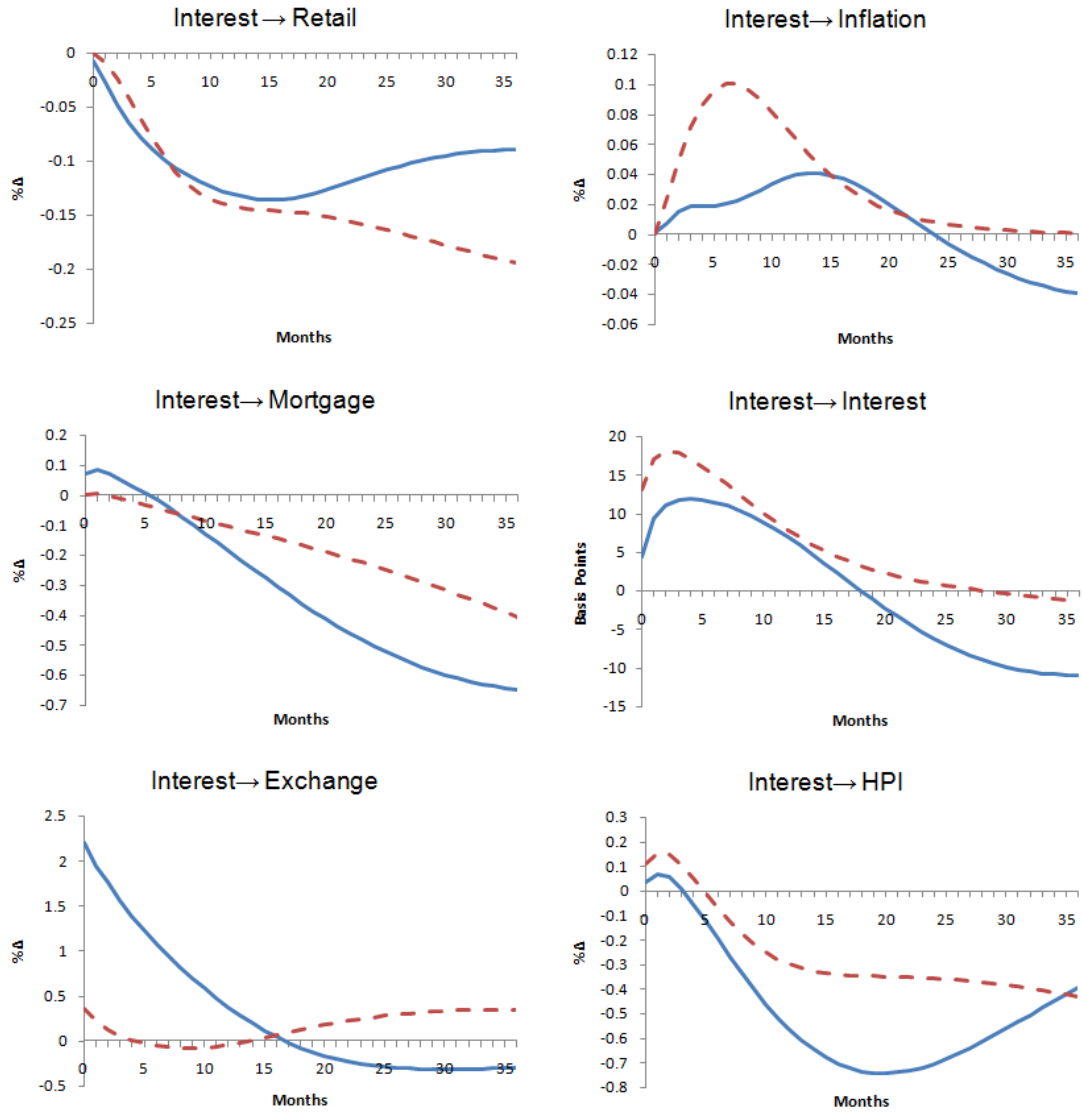 Interest→ Retail
0
-0.05
-0.1
-0.15
-0.2
-0.25
0 5 10 15 20 25 30 35
%Δ
Months
Interest→ Inflation
0.12
0.1
0.08
0.06
0.04
0.02
0
-0.02
-0.04
-0.06
0 5 10 15 20 25 30 35
%Δ
Months
Interest→ Mortgage
0.2
0.1
0
-0.1
-0.2
-0.3
-0.4
-0.5
-0.6
-0.7
0 5 10 15 20 25 30 35
%Δ
Months
Interest→ Interest
20
15
10
5
0
-5
-10
-15
0 5 10 15 20 25 30 35
Basis Points
Months
Interest→ Exchange
2.5
2
1.5
1
0.5
0
-0.5
0 5 10 15 20 25 30 35
%Δ
Months
Interest→ HPI
0.3
0.2
0.1
0
-0.1
-0.2
-0.3
-0.4
-0.5
-0.6
-0.7
-0.8
0 5 10 15 20 25 30 35
%Δ
Months